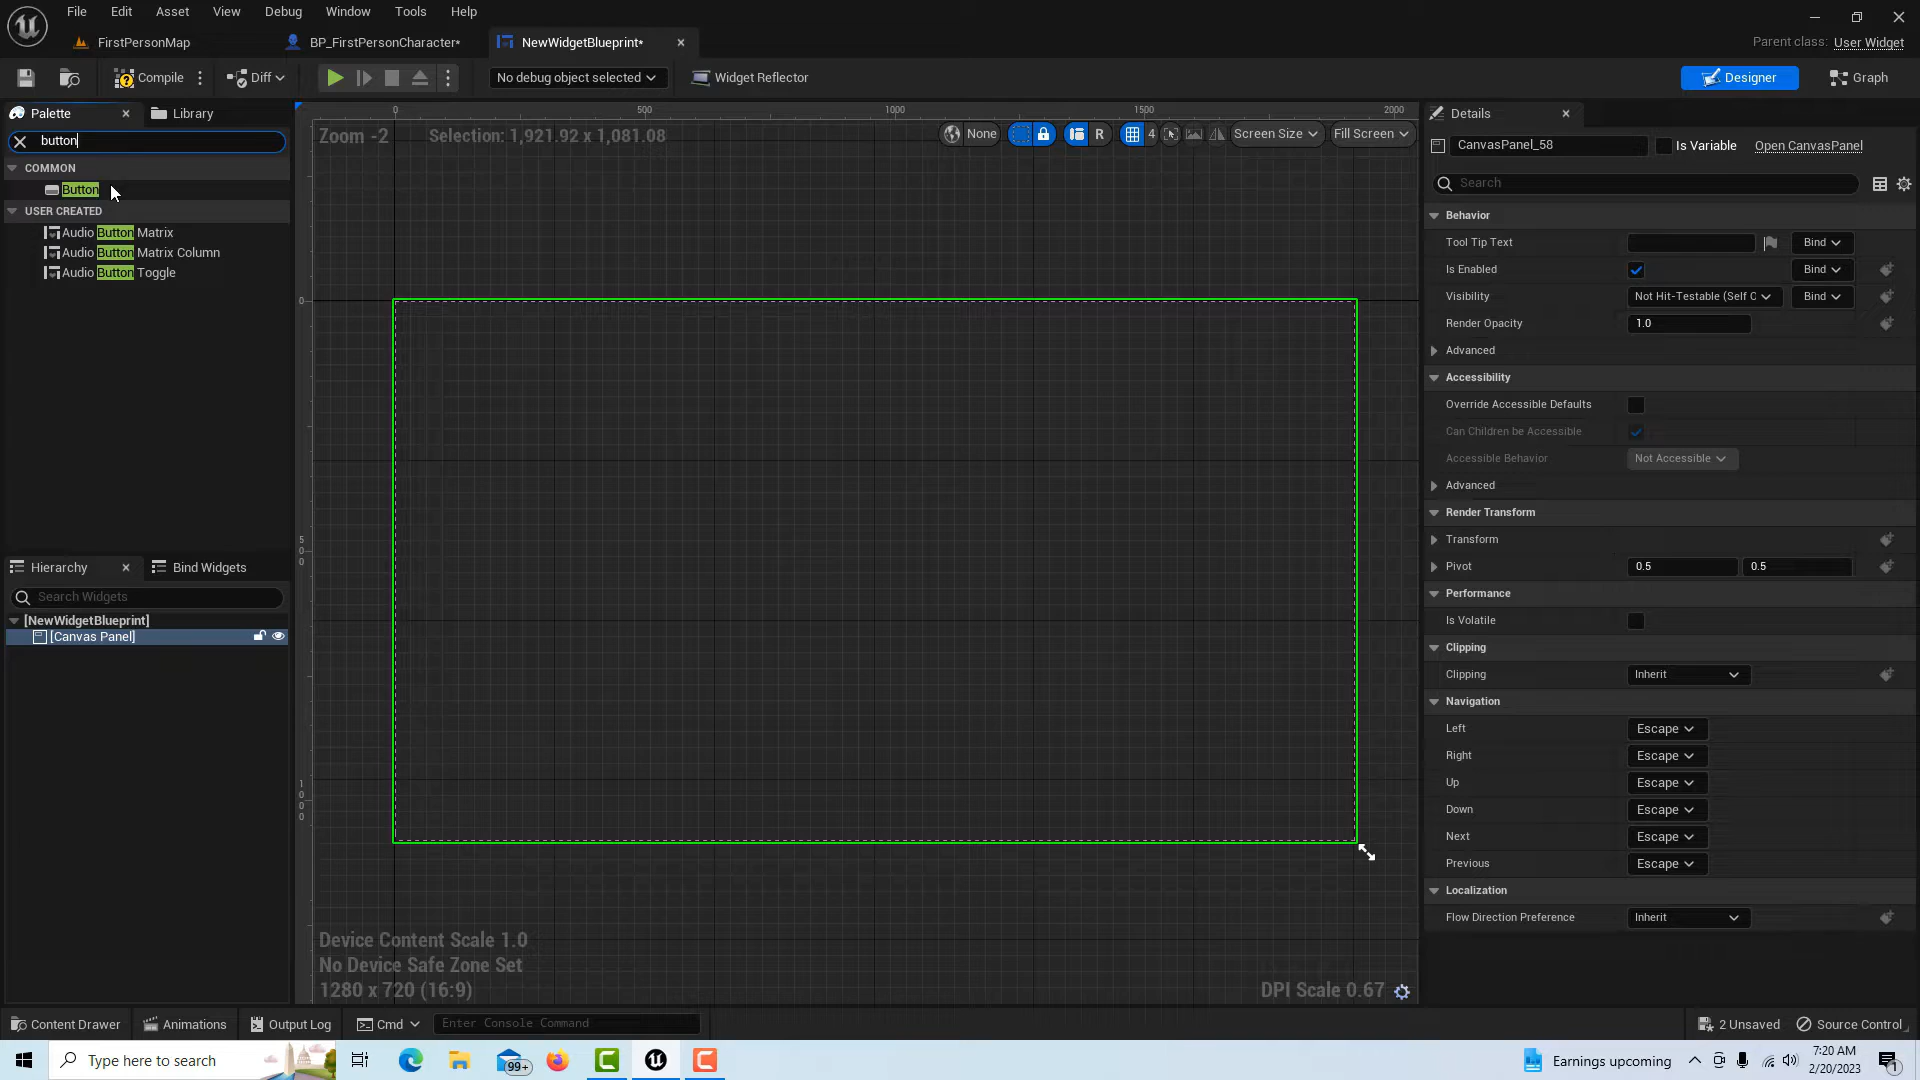 File Edit Asset View Debug Window Tools Help
FirstPersonMap BP_FirstPersonCharacter* NewWidgetBlueprint*
Parent class: User Widget
Compile Diff No debug object selected Widget Reflector Designer Graph
Palette Library
button
COMMON
Button
USER CREATED
Audio Button Matrix
Audio Button Matrix Column
Audio Button Toggle
Hierarchy Bind Widgets
Search Widgets
[NewWidgetBlueprint]
[Canvas Panel]
0 500 1000 1500 2000
Zoom -2 Selection: 1,921.92 x 1,081.08 None R 4 Screen Size Fill Screen
0
5
0
0
1
0
0
0
Device Content Scale 1.0
No Device Safe Zone Set
1280 x 720 (16:9)
DPI Scale 0.67
Details
CanvasPanel_58 Is Variable Open CanvasPanel
Search
Behavior
Tool Tip Text Bind
Is Enabled Bind
Visibility Not Hit-Testable (Self C Bind
Render Opacity 1.0
Advanced
Accessibility
Override Accessible Defaults
Can Children be Accessible
Accessible Behavior Not Accessible
Advanced
Render Transform
Transform
Pivot 0.5 0.5
Performance
Is Volatile
Clipping
Clipping Inherit
Navigation
Left Escape
Right Escape
Up Escape
Down Escape
Next Escape
Previous Escape
Localization
Flow Direction Preference Inherit
Content Drawer Animations Output Log Cmd Enter Console Command 2 Unsaved Source Control
Type here to search 99+ Earnings upcoming 7:20 AM
2/20/2023 1